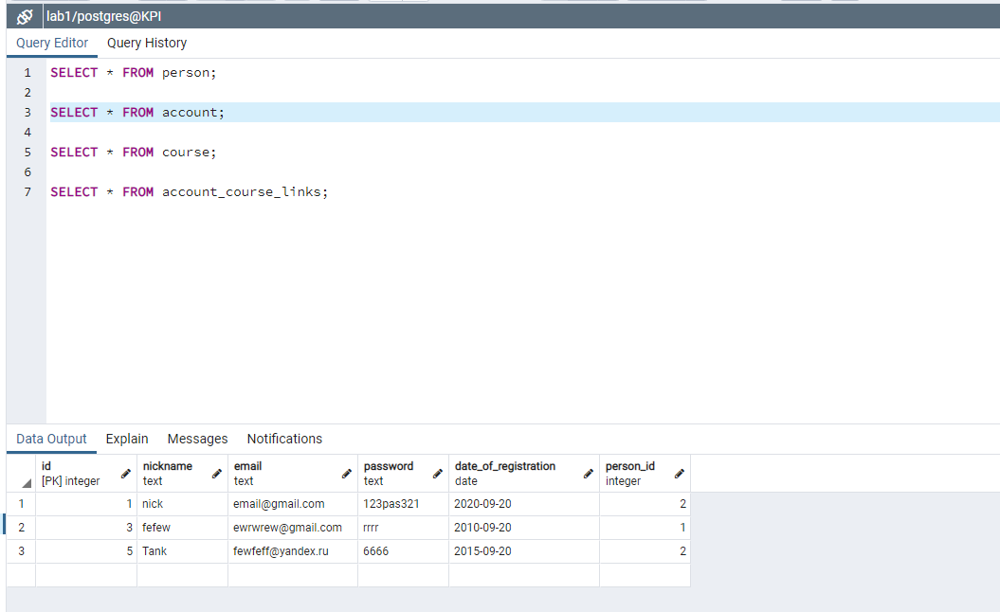 lab1/postgres@KPI
Query Editor Query History
1 SELECT * FROM person;
2
3 SELECT * FROM account;
4
5 SELECT * FROM course;
6
7 SELECT * FROM account_course_links;
Data Output Explain Messages Notifications
id nickname email password date_of_registration person_id
[PK] integer text text text date integer
1 1 nick email@gmail.com 123pas321 2020-09-20 2
2 3 fefew ewrwrew@gmail.com rrrr 2010-09-20 1
3 5 Tank fewfeff@yandex.ru 6666 2015-09-20 2